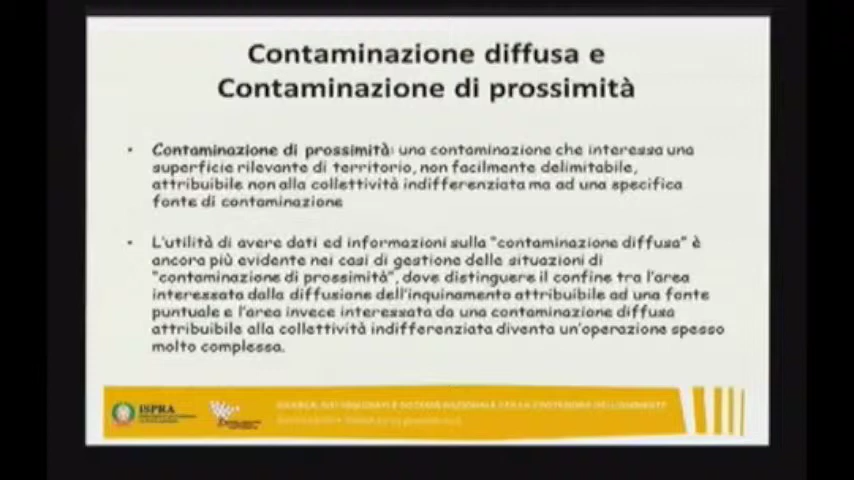 Contaminazione diffusa e
Contaminazione di prossimità
• Contaminazione di prossimità: una contaminazione che interessa una
superficie rilevante di territorio, non facilmente delimitabile,
attribuibile non alla collettività indifferenziata ma ad una specifica
fonte di contaminazione
• L'utilità di avere dati ed informazioni sulla "contaminazione diffusa" è
ancora più evidente nei casi di gestione delle situazioni di
"contaminazione di prossimità", dove distinguere il confine tra l'area
interessata dalla diffusione dell'inquinamento attribuibile ad una fonte
puntuale e l'area invece interessata da una contaminazione diffusa
attribuibile alla collettività indifferenziata diventa un'operazione spesso
molto complessa.
ISPRA